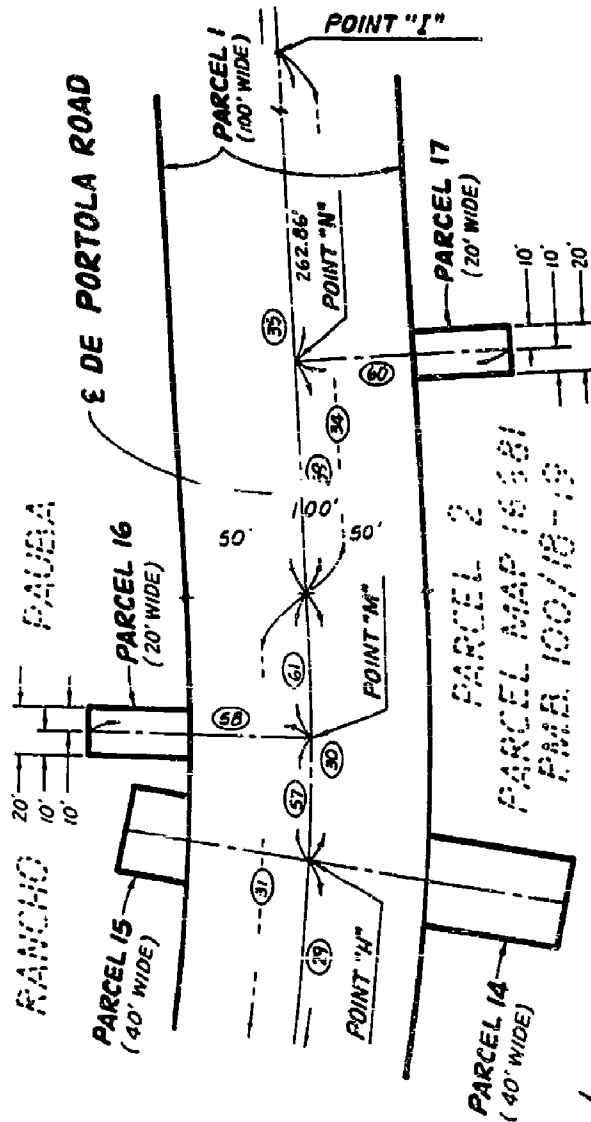 ℄ DE PORTOLA ROAD
POINT "I"
PARCEL 1
(100' WIDE)
262.86'
POINT "N"
35
PARCEL 17
(20' WIDE)
10'
10'
20'
60
34
39
50'
50'
PAUBA
PARCEL 16
(20' WIDE)
61
POINT "M"
PARCEL 2
PARCEL MAP
PMB. 100/18-19
58
20'
10'
10'
30
57
RANCHO
PARCEL 15
(40' WIDE)
31
29
POINT "H"
PARCEL 14
(40' WIDE)